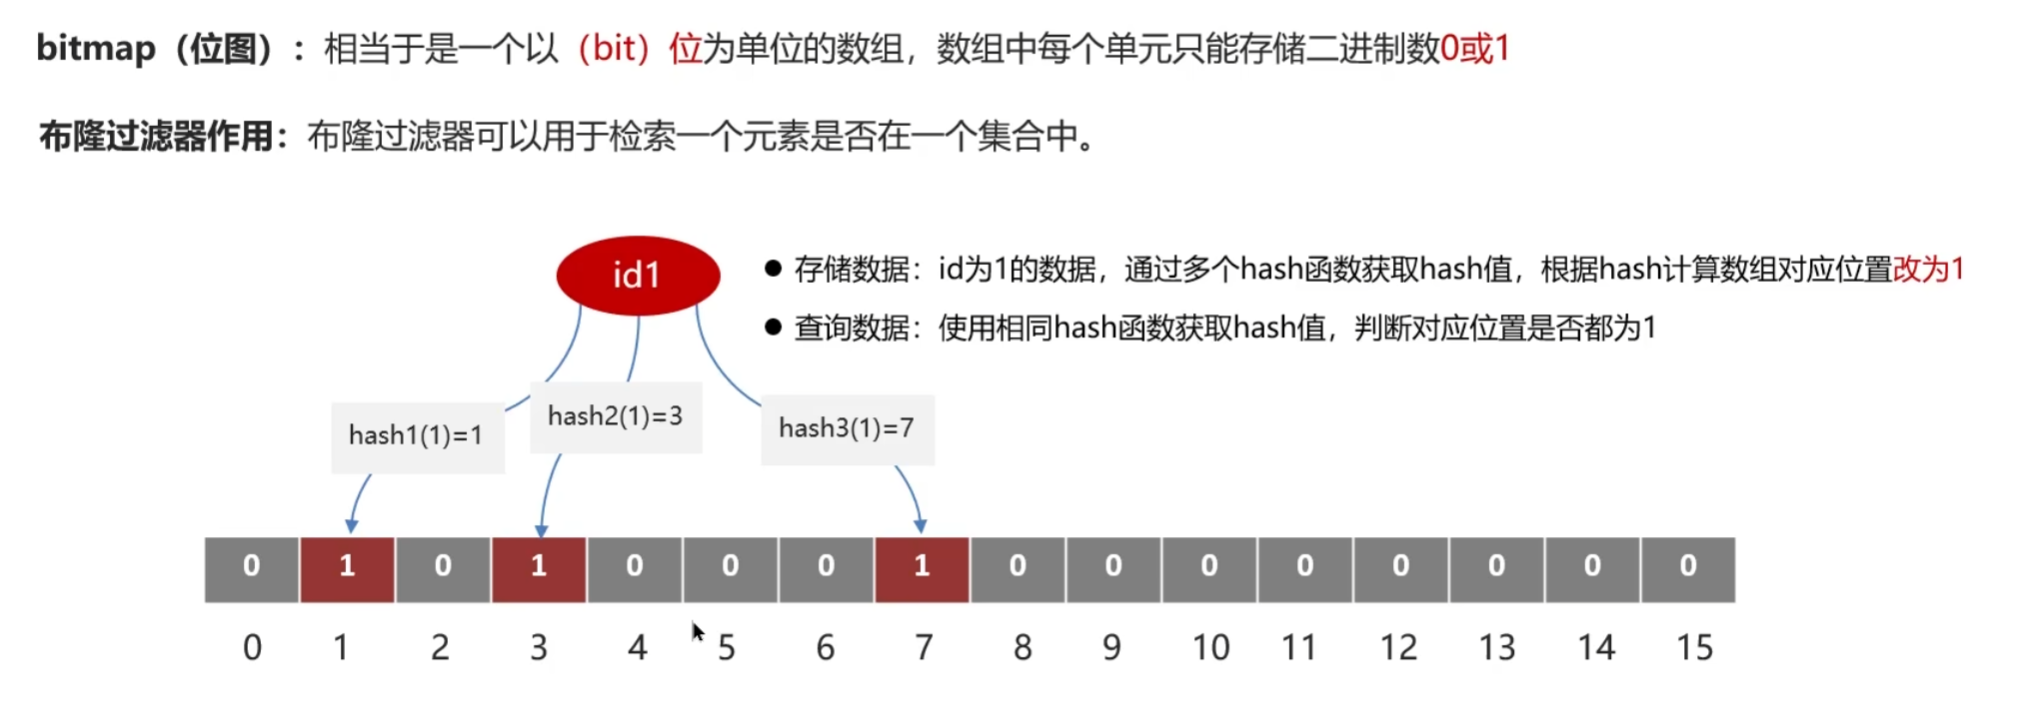 bitmap（位图）：相当于是一个以（bit）位为单位的数组，数组中每个单元只能存储二进制数0或1
布隆过滤器作用：布隆过滤器可以用于检索一个元素是否在一个集合中。
id1
● 存储数据：id为1的数据，通过多个hash函数获取hash值，根据hash计算数组对应位置改为1
● 查询数据：使用相同hash函数获取hash值，判断对应位置是否都为1
hash1(1)=1
hash2(1)=3
hash3(1)=7
0 1 0 1 0 0 0 1 0 0 0 0 0 0 0 0
0 1 2 3 4 5 6 7 8 9 10 11 12 13 14 15